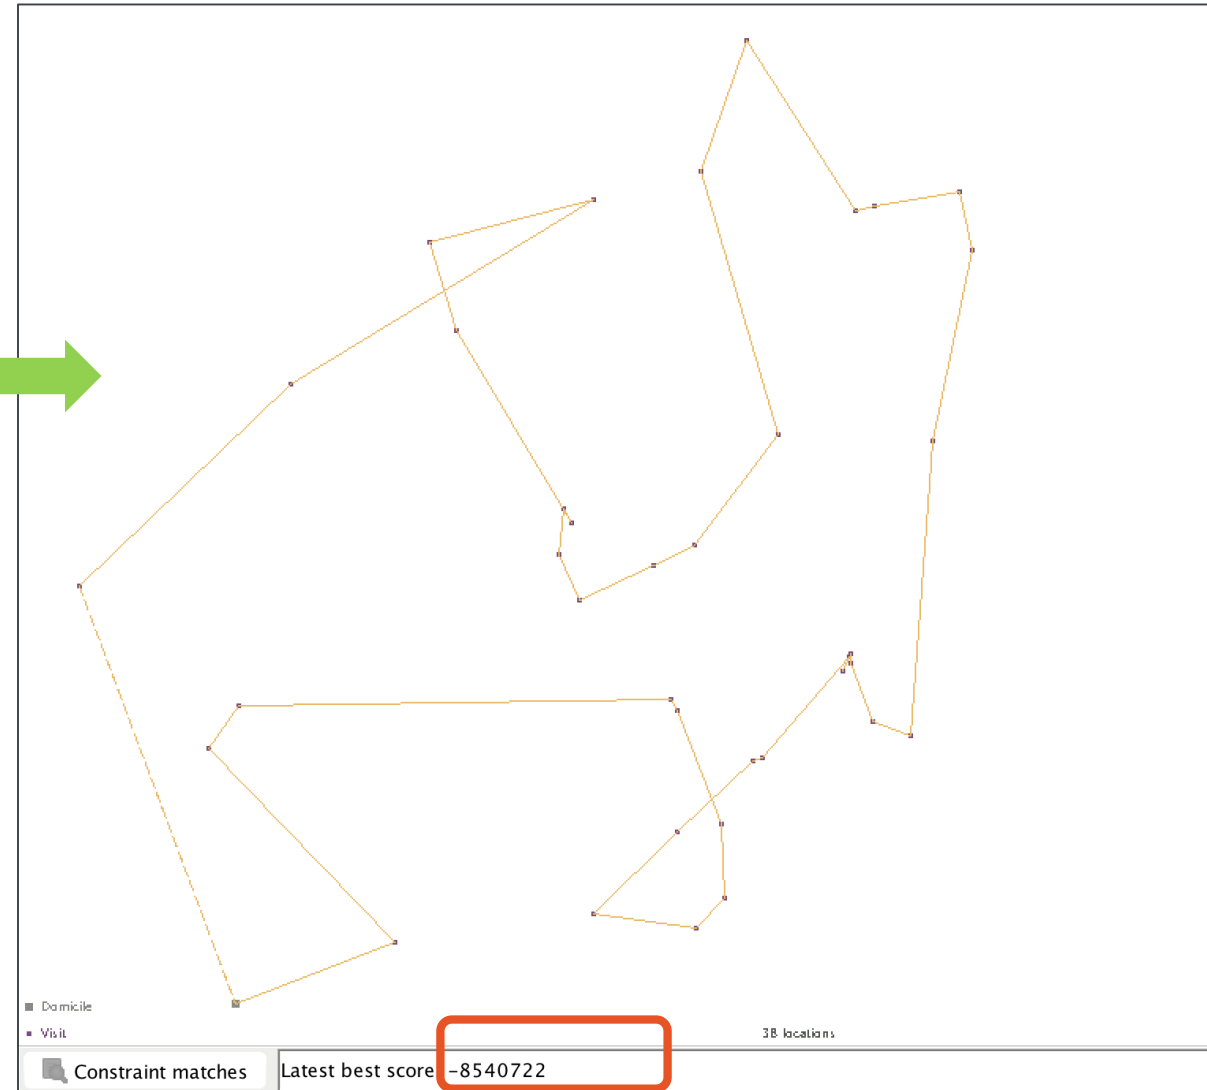 Domicile
Visit
38 locations
Constraint matches
Latest best score -8540722